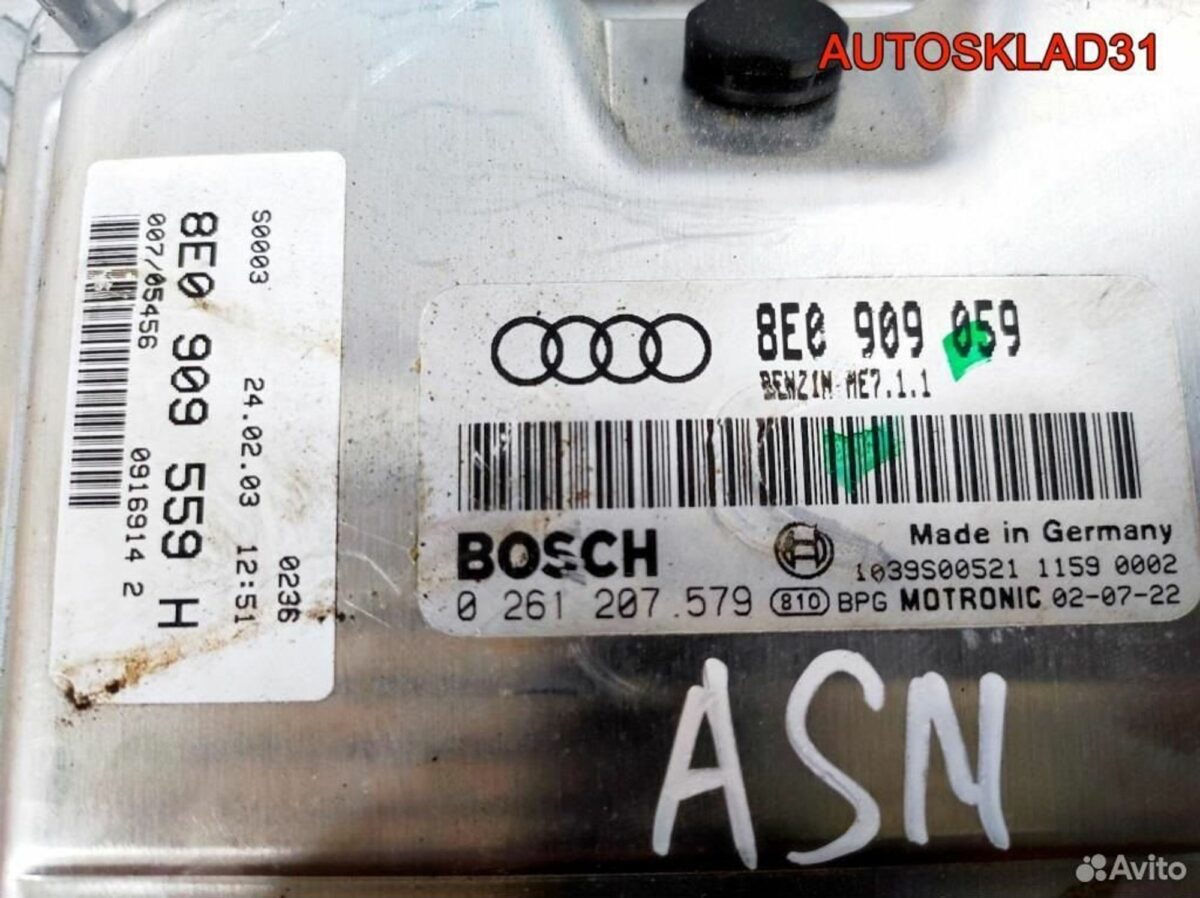 AUTOSKLAD31
S0003 24.02.03 12:51 0236
8E0 909 559 H
007/05456 0916914 2
8E0 909 059
BENZIN ME7.1.1
BOSCH
Made in Germany
1039S00521 1159 0002
0 261 207.579 810 BPG MOTRONIC 02-07-22
ASN
Avito